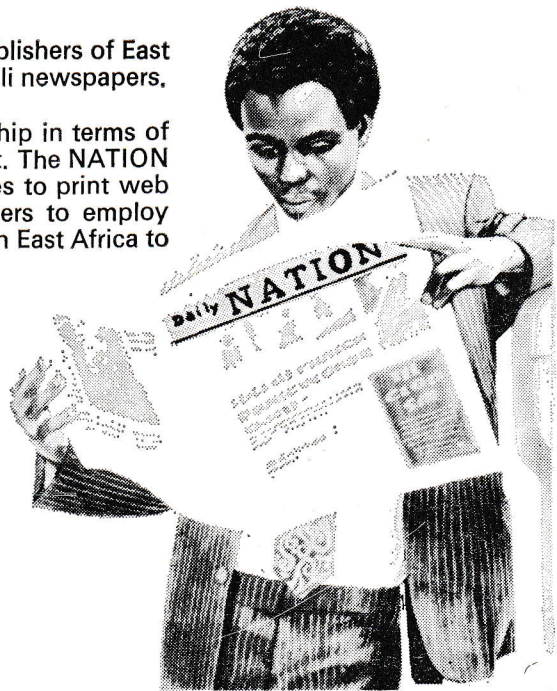 blishers of East
li newspapers.
hip in terms of
t. The NATION
es to print web
ers to employ
n East Africa to
Daily NATION